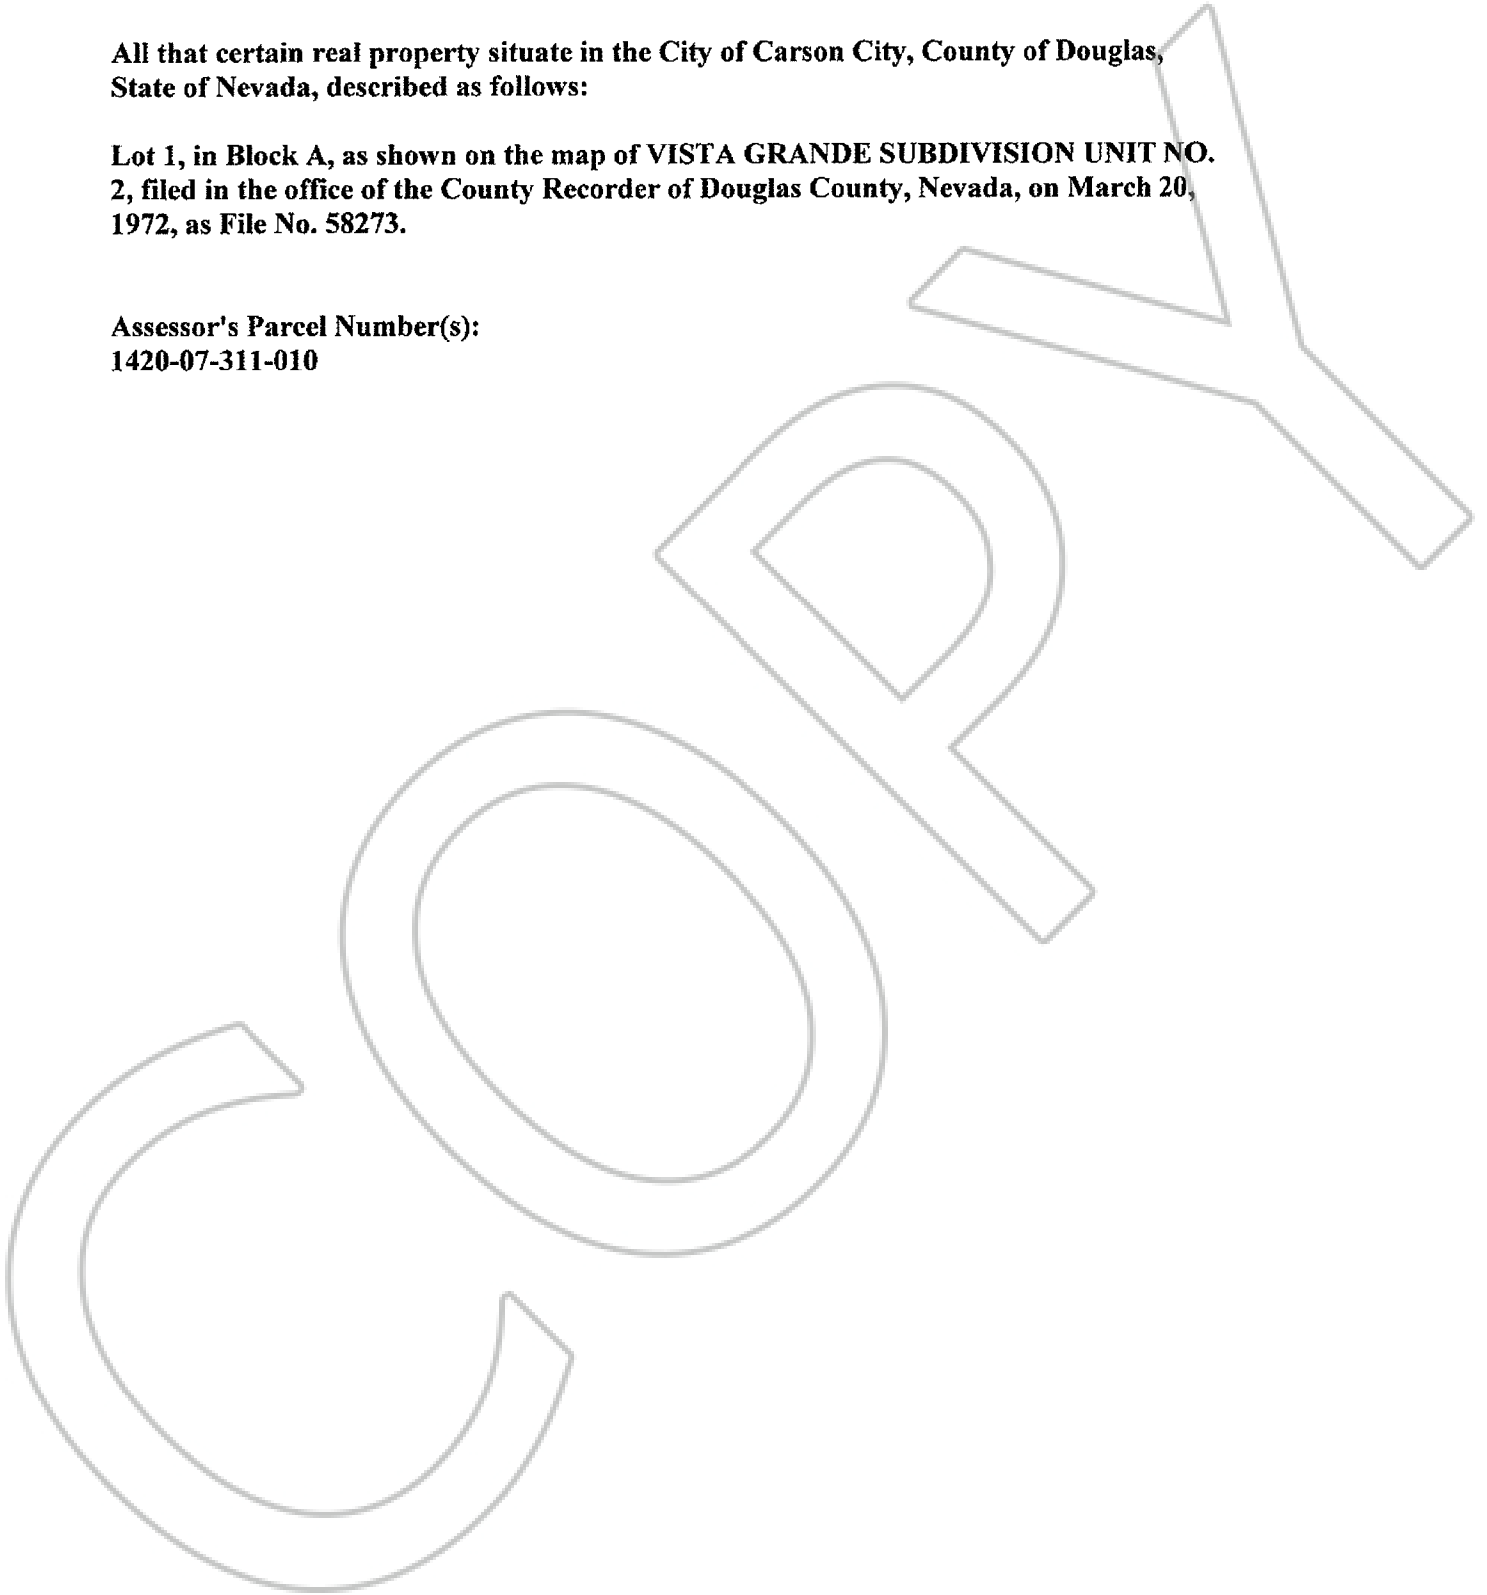 All that certain real property situate in the City of Carson City, County of Douglas,
State of Nevada, described as follows:
Lot 1, in Block A, as shown on the map of VISTA GRANDE SUBDIVISION UNIT NO.
2, filed in the office of the County Recorder of Douglas County, Nevada, on March 20,
1972, as File No. 58273.
Assessor's Parcel Number(s):
1420-07-311-010
COPY